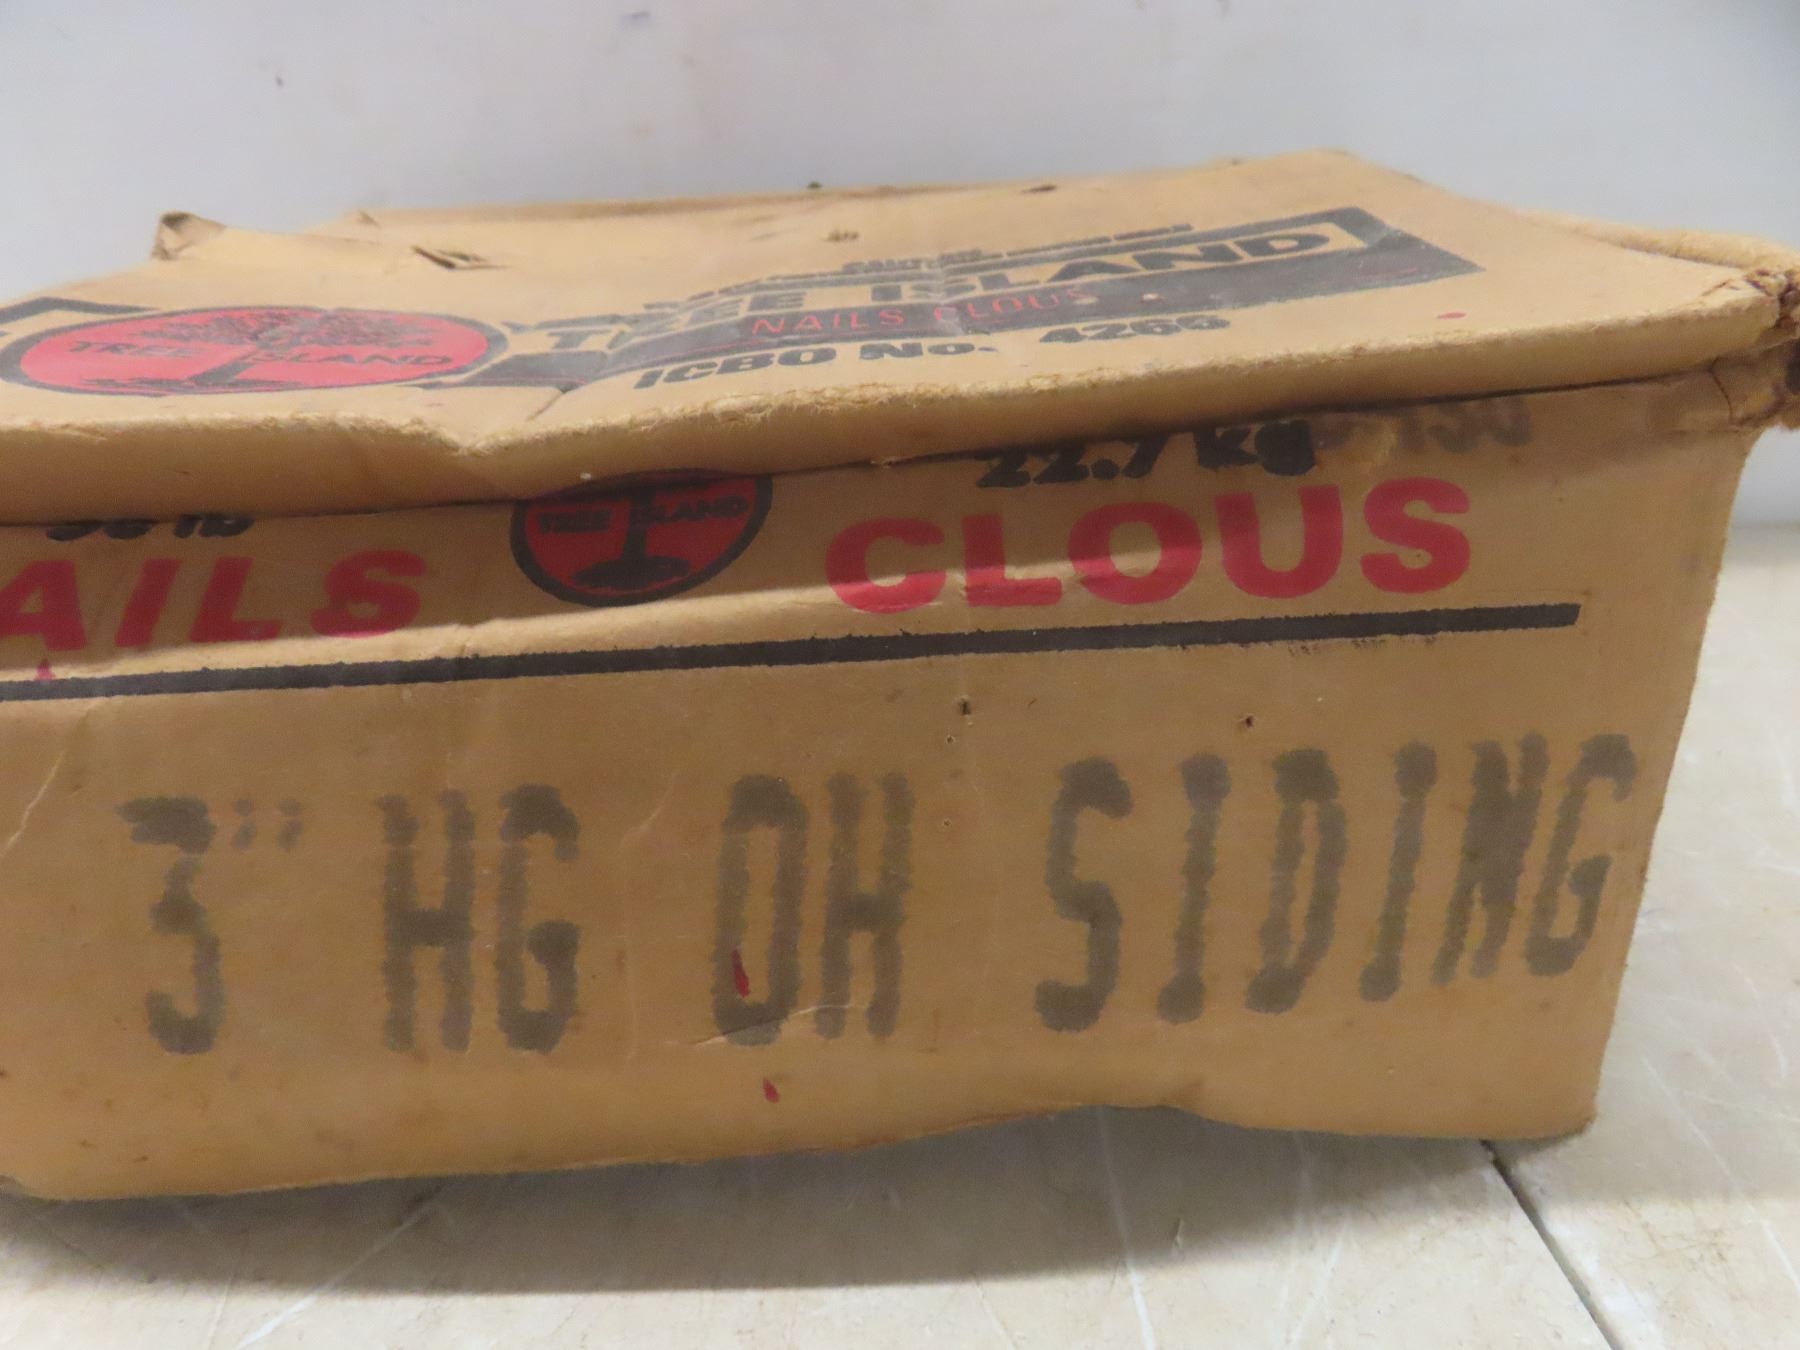 TREE ISLAND
TREE ISLAND
NAILS CLOUS
ICBO No. 4266
22.7 kg
AILS
TREE ISLAND
CLOUS
3" HG OH SIDING